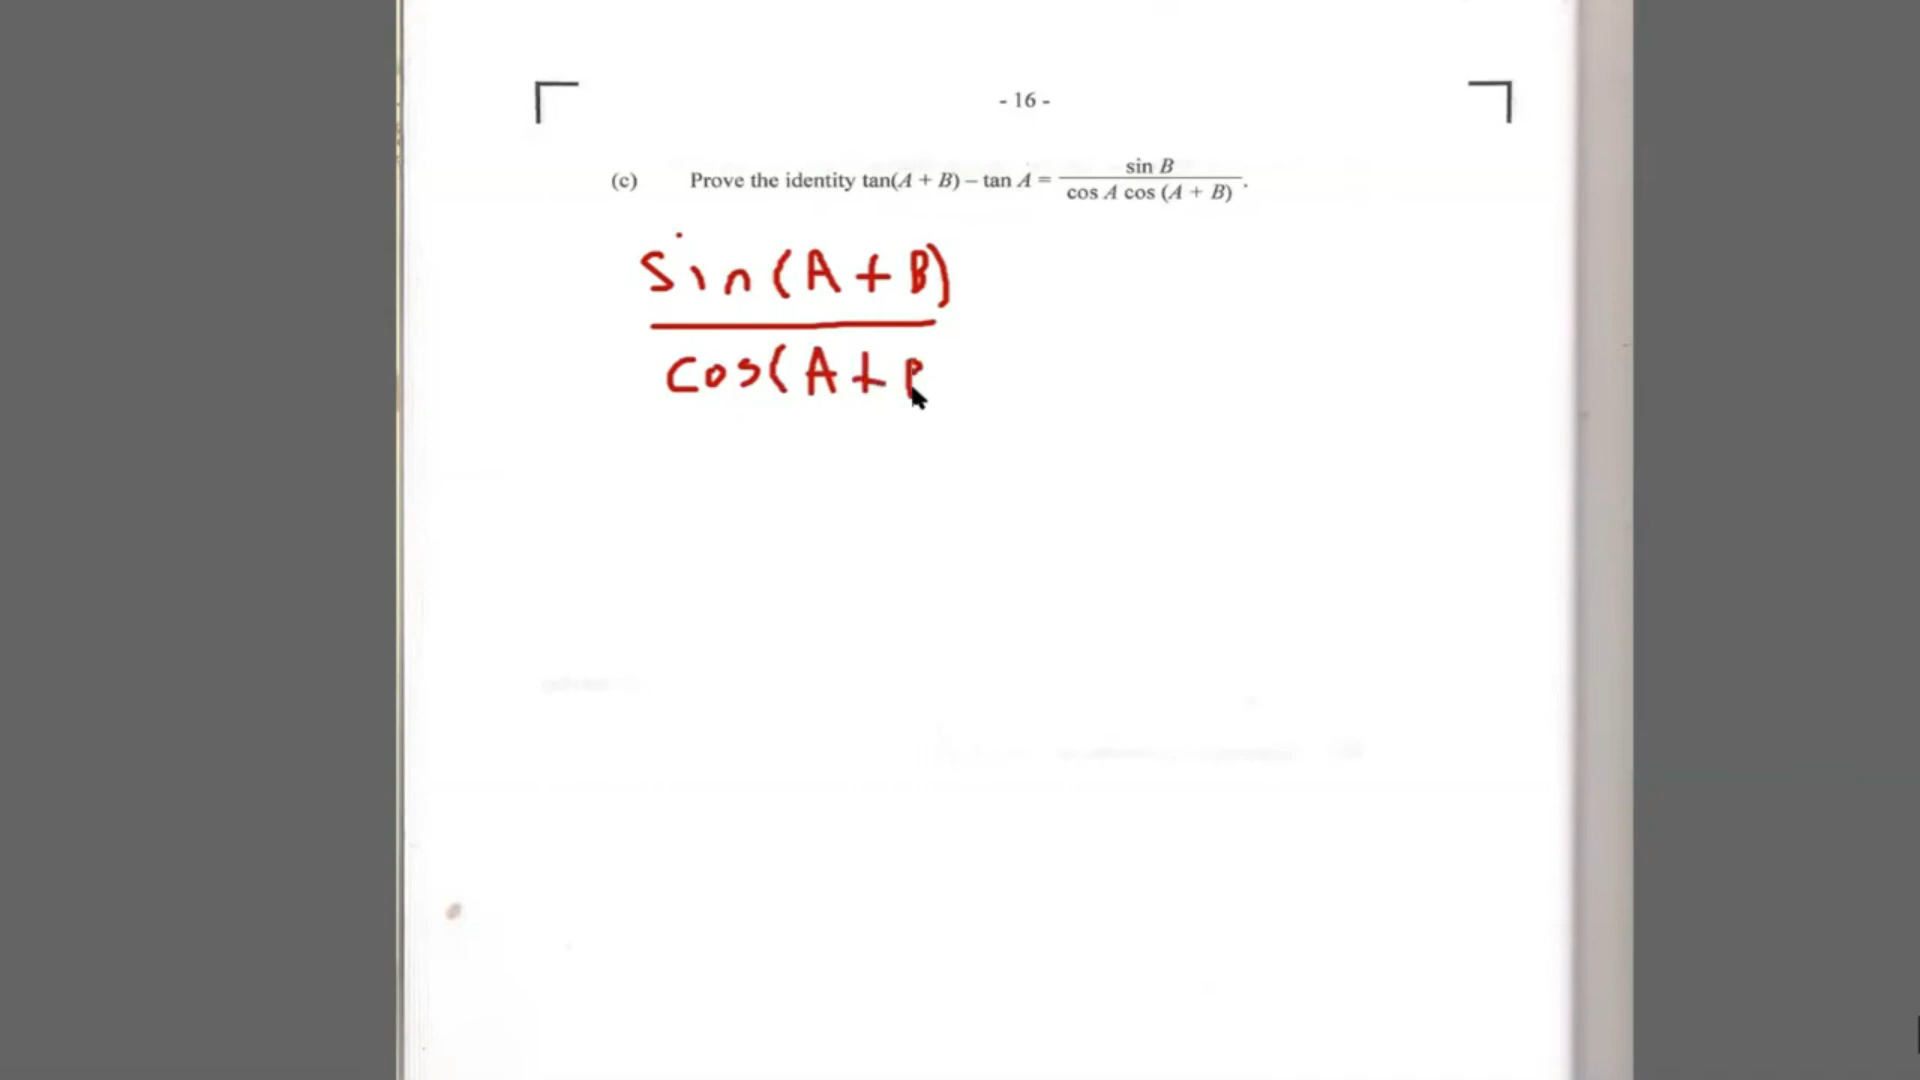 - 16 -
(c) Prove the identity tan(A + B) – tan A = sin B / cos A cos (A + B) .
sin(A + B)
cos(A + B